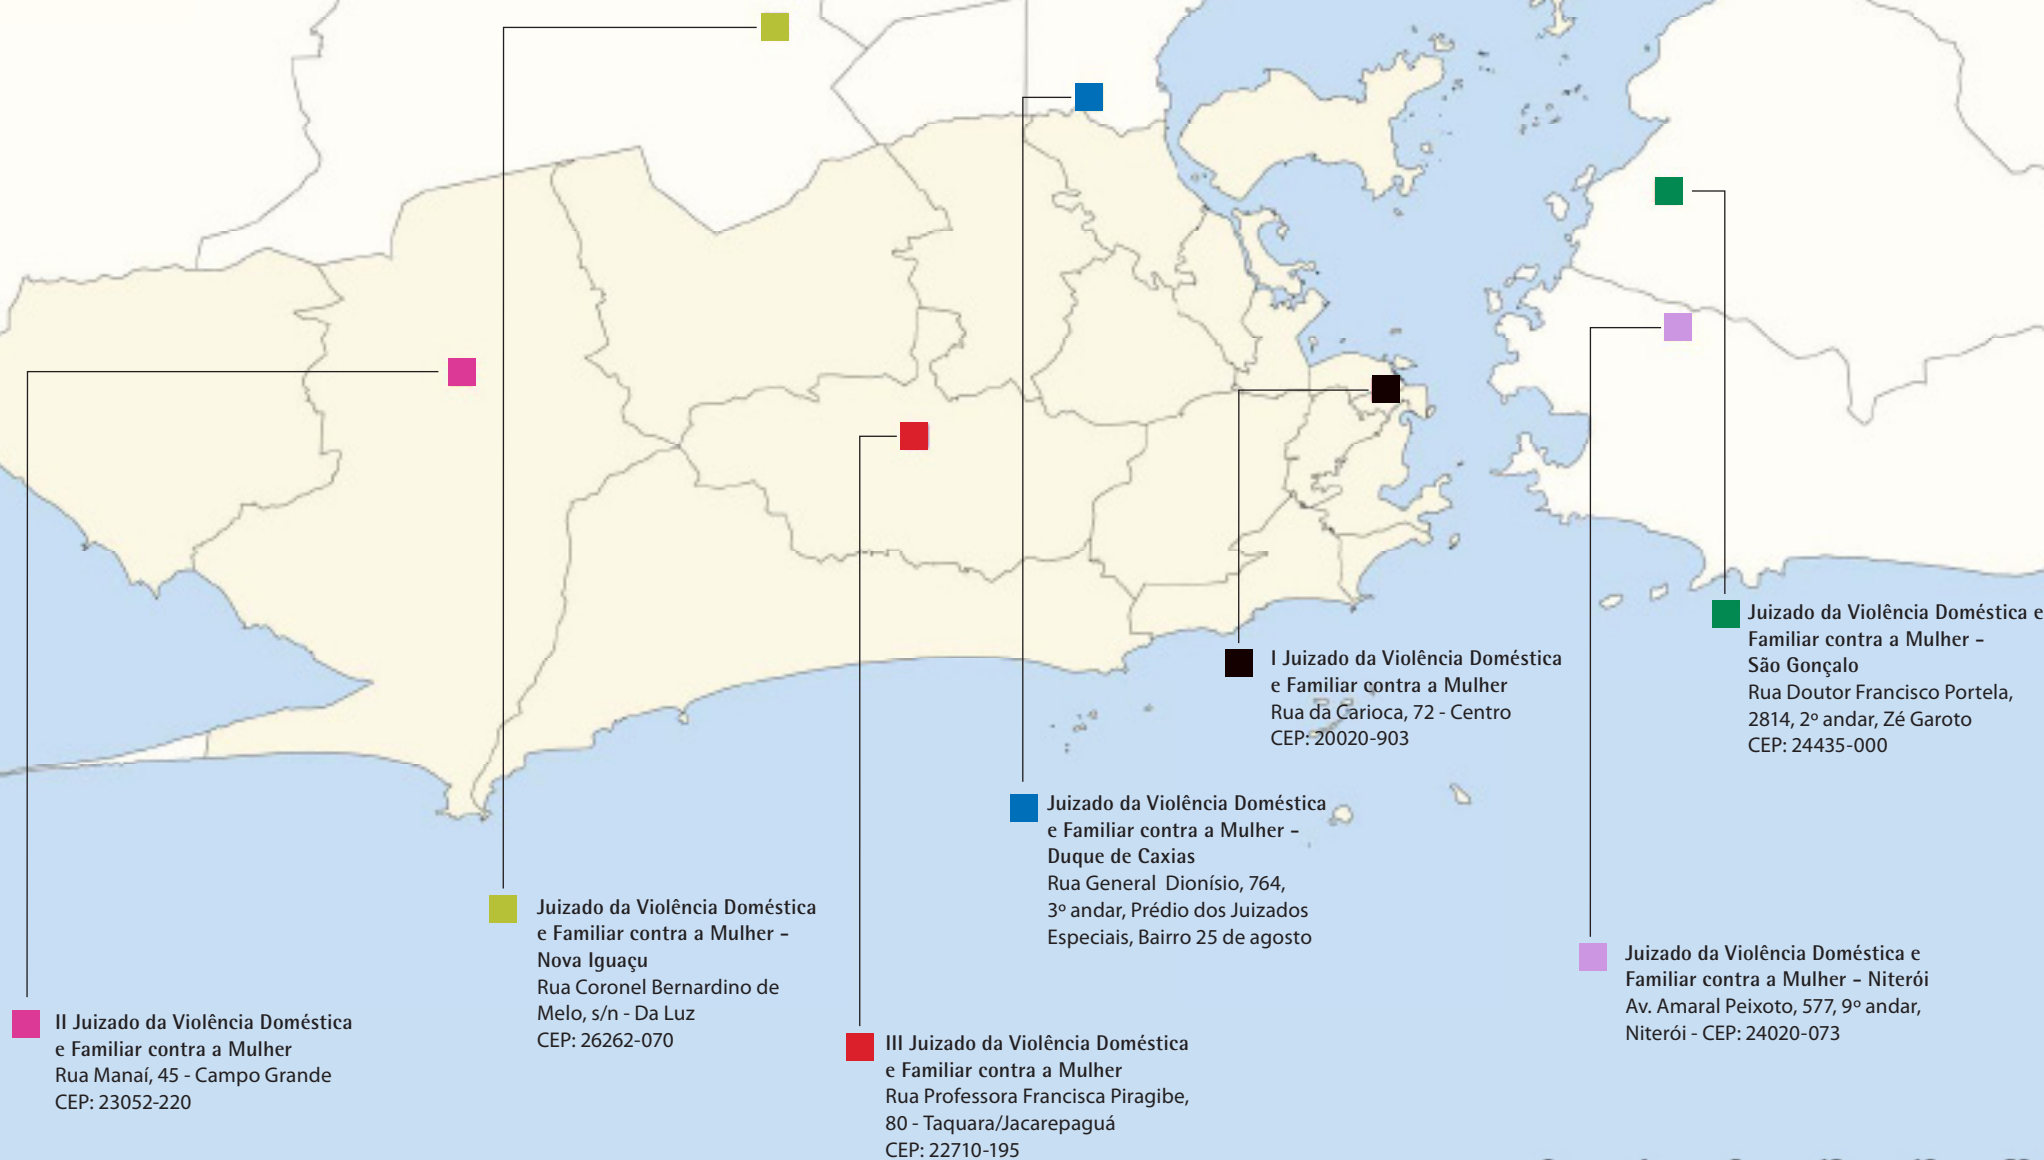 I Juizado da Violência Doméstica
e Familiar contra a Mulher
Rua da Carioca, 72 - Centro
CEP: 20020-903
Juizado da Violência Doméstica e
Familiar contra a Mulher -
São Gonçalo
Rua Doutor Francisco Portela,
2814, 2º andar, Zé Garoto
CEP: 24435-000
Juizado da Violência Doméstica
e Familiar contra a Mulher -
Duque de Caxias
Rua General Dionísio, 764,
3º andar, Prédio dos Juizados
Especiais, Bairro 25 de agosto
Juizado da Violência Doméstica
e Familiar contra a Mulher -
Nova Iguaçu
Rua Coronel Bernardino de
Melo, s/n - Da Luz
CEP: 26262-070
Juizado da Violência Doméstica e
Familiar contra a Mulher - Niterói
Av. Amaral Peixoto, 577, 9º andar,
Niterói - CEP: 24020-073
II Juizado da Violência Doméstica
e Familiar contra a Mulher
Rua Manaí, 45 - Campo Grande
CEP: 23052-220
III Juizado da Violência Doméstica
e Familiar contra a Mulher
Rua Professora Francisca Piragibe,
80 - Taquara/Jacarepaguá
CEP: 22710-195